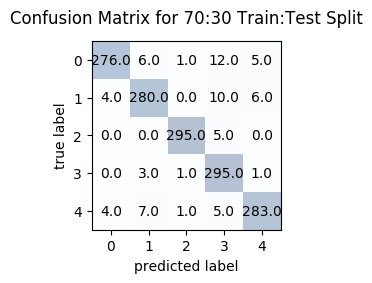 Confusion Matrix for 70:30 Train:Test Split
0 276.0 6.0 1.0 12.0 5.0
1 4.0 280.0 0.0 10.0 6.0
2 0.0 0.0 295.0 5.0 0.0
3 0.0 3.0 1.0 295.0 1.0
4 4.0 7.0 1.0 5.0 283.0
true label
0 1 2 3 4
predicted label